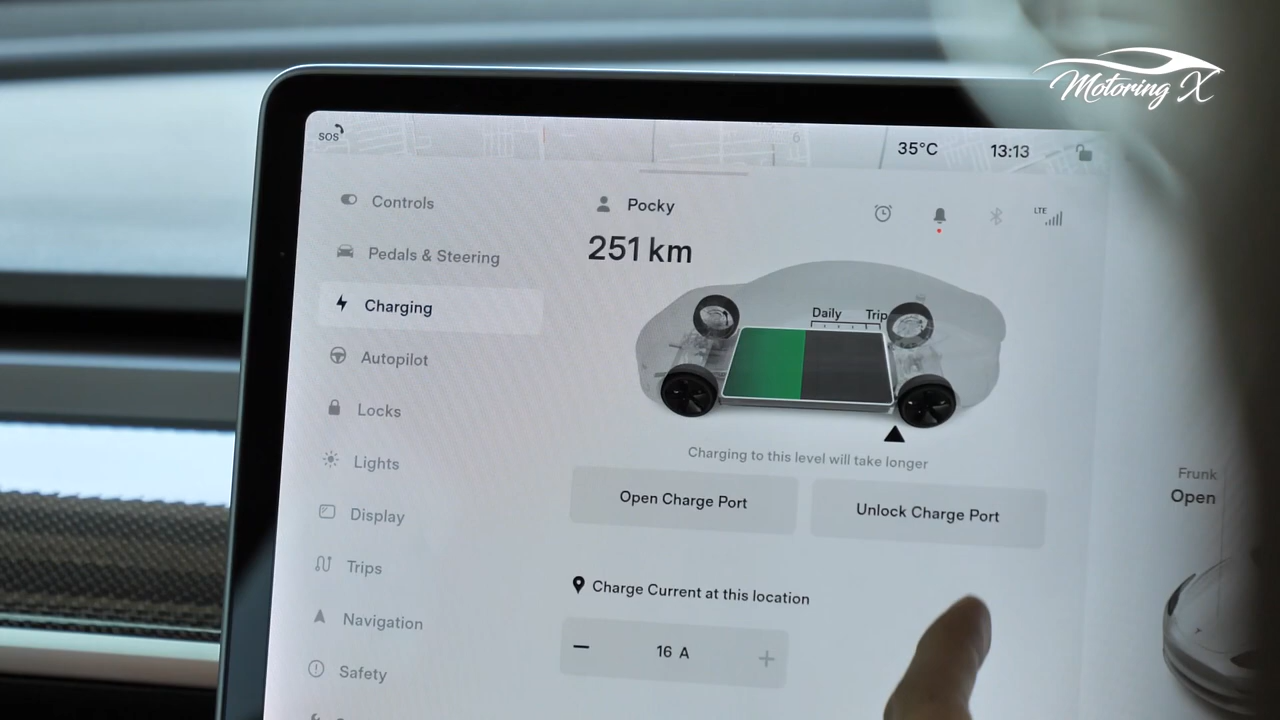 Motoring X
SOS
6
35°C
13:13
Controls
Pocky
LTE
251 km
Pedals & Steering
Charging
Daily
Trip
Autopilot
Locks
Charging to this level will take longer
Lights
Open Charge Port
Unlock Charge Port
Frunk
Open
Display
Trips
Charge Current at this location
Navigation
16 A
Safety